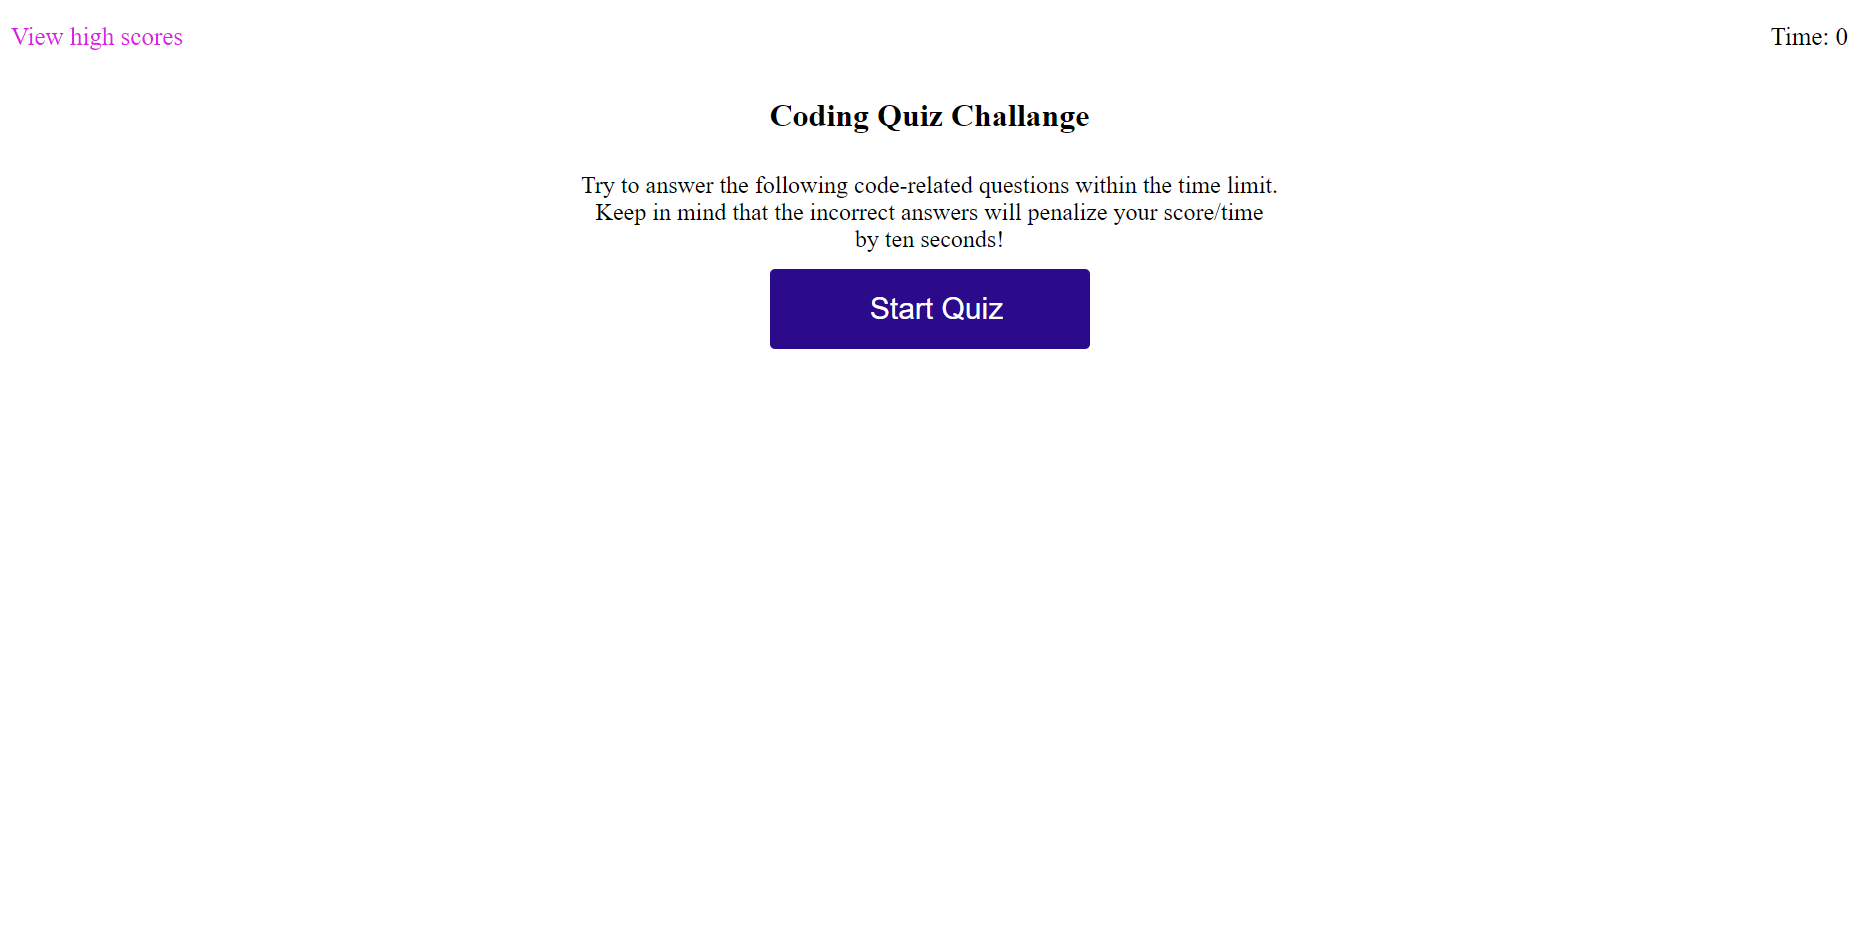 View high scores
Time: 0
Coding Quiz Challange
Try to answer the following code-related questions within the time limit.
Keep in mind that the incorrect answers will penalize your score/time
by ten seconds!
Start Quiz